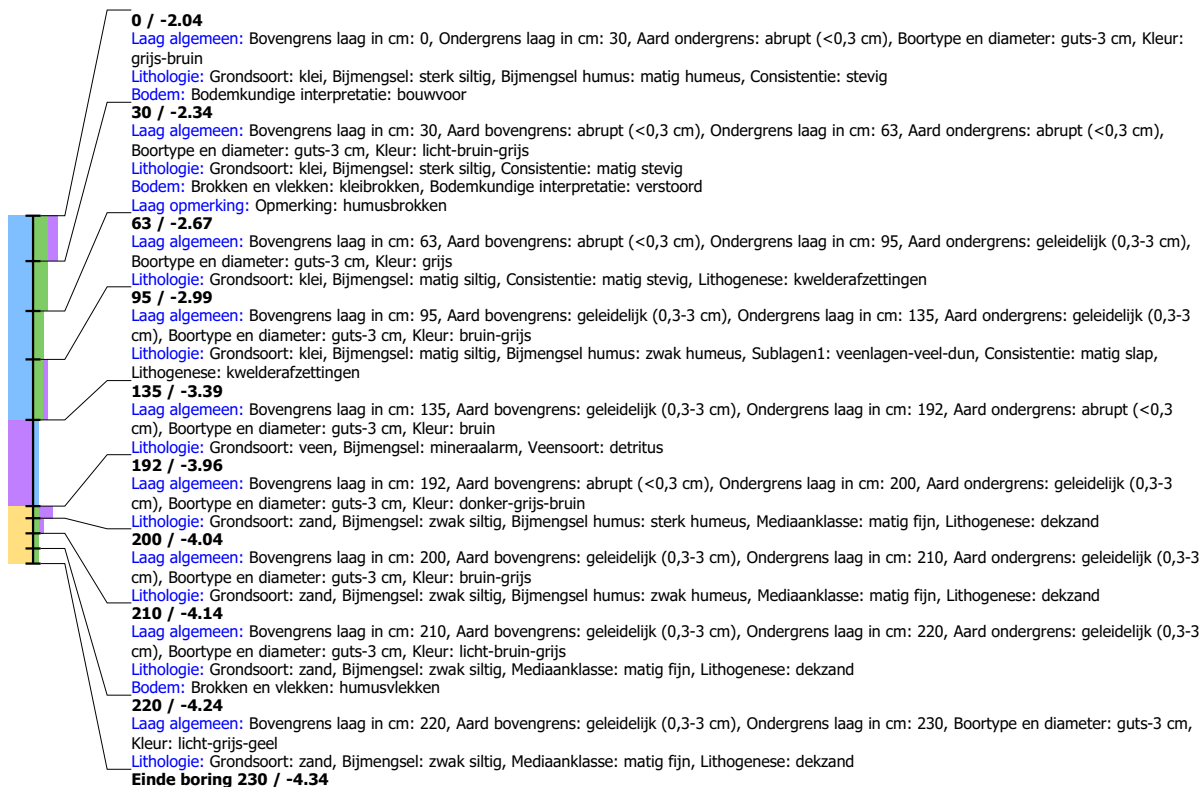 0 / -2.04
Laag algemeen: Bovengrens laag in cm: 0, Ondergrens laag in cm: 30, Aard ondergrens: abrupt (<0,3 cm), Boortype en diameter: guts-3 cm, Kleur:
grijs-bruin
Lithologie: Grondsoort: klei, Bijmengsel: sterk siltig, Bijmengsel humus: matig humeus, Consistentie: stevig
Bodem: Bodemkundige interpretatie: bouwvoor
30 / -2.34
Laag algemeen: Bovengrens laag in cm: 30, Aard bovengrens: abrupt (<0,3 cm), Ondergrens laag in cm: 63, Aard ondergrens: abrupt (<0,3 cm),
Boortype en diameter: guts-3 cm, Kleur: licht-bruin-grijs
Lithologie: Grondsoort: klei, Bijmengsel: sterk siltig, Consistentie: matig stevig
Bodem: Brokken en vlekken: kleibrokken, Bodemkundige interpretatie: verstoord
Laag opmerking: Opmerking: humusbrokken
63 / -2.67
Laag algemeen: Bovengrens laag in cm: 63, Aard bovengrens: abrupt (<0,3 cm), Ondergrens laag in cm: 95, Aard ondergrens: geleidelijk (0,3-3 cm),
Boortype en diameter: guts-3 cm, Kleur: grijs
Lithologie: Grondsoort: klei, Bijmengsel: matig siltig, Consistentie: matig stevig, Lithogenese: kwelderafzettingen
95 / -2.99
Laag algemeen: Bovengrens laag in cm: 95, Aard bovengrens: geleidelijk (0,3-3 cm), Ondergrens laag in cm: 135, Aard ondergrens: geleidelijk (0,3-3
cm), Boortype en diameter: guts-3 cm, Kleur: bruin-grijs
Lithologie: Grondsoort: klei, Bijmengsel: matig siltig, Bijmengsel humus: zwak humeus, Sublagen1: veenlagen-veel-dun, Consistentie: matig slap,
Lithogenese: kwelderafzettingen
135 / -3.39
Laag algemeen: Bovengrens laag in cm: 135, Aard bovengrens: geleidelijk (0,3-3 cm), Ondergrens laag in cm: 192, Aard ondergrens: abrupt (<0,3
cm), Boortype en diameter: guts-3 cm, Kleur: bruin
Lithologie: Grondsoort: veen, Bijmengsel: mineraalarm, Veensoort: detritus
192 / -3.96
Laag algemeen: Bovengrens laag in cm: 192, Aard bovengrens: abrupt (<0,3 cm), Ondergrens laag in cm: 200, Aard ondergrens: geleidelijk (0,3-3
cm), Boortype en diameter: guts-3 cm, Kleur: donker-grijs-bruin
Lithologie: Grondsoort: zand, Bijmengsel: zwak siltig, Bijmengsel humus: sterk humeus, Mediaanklasse: matig fijn, Lithogenese: dekzand
200 / -4.04
Laag algemeen: Bovengrens laag in cm: 200, Aard bovengrens: geleidelijk (0,3-3 cm), Ondergrens laag in cm: 210, Aard ondergrens: geleidelijk (0,3-3
cm), Boortype en diameter: guts-3 cm, Kleur: bruin-grijs
Lithologie: Grondsoort: zand, Bijmengsel: zwak siltig, Bijmengsel humus: zwak humeus, Mediaanklasse: matig fijn, Lithogenese: dekzand
210 / -4.14
Laag algemeen: Bovengrens laag in cm: 210, Aard bovengrens: geleidelijk (0,3-3 cm), Ondergrens laag in cm: 220, Aard ondergrens: geleidelijk (0,3-3
cm), Boortype en diameter: guts-3 cm, Kleur: licht-bruin-grijs
Lithologie: Grondsoort: zand, Bijmengsel: zwak siltig, Mediaanklasse: matig fijn, Lithogenese: dekzand
Bodem: Brokken en vlekken: humusvlekken
220 / -4.24
Laag algemeen: Bovengrens laag in cm: 220, Aard bovengrens: geleidelijk (0,3-3 cm), Ondergrens laag in cm: 230, Boortype en diameter: guts-3 cm,
Kleur: licht-grijs-geel
Lithologie: Grondsoort: zand, Bijmengsel: zwak siltig, Mediaanklasse: matig fijn, Lithogenese: dekzand
Einde boring 230 / -4.34